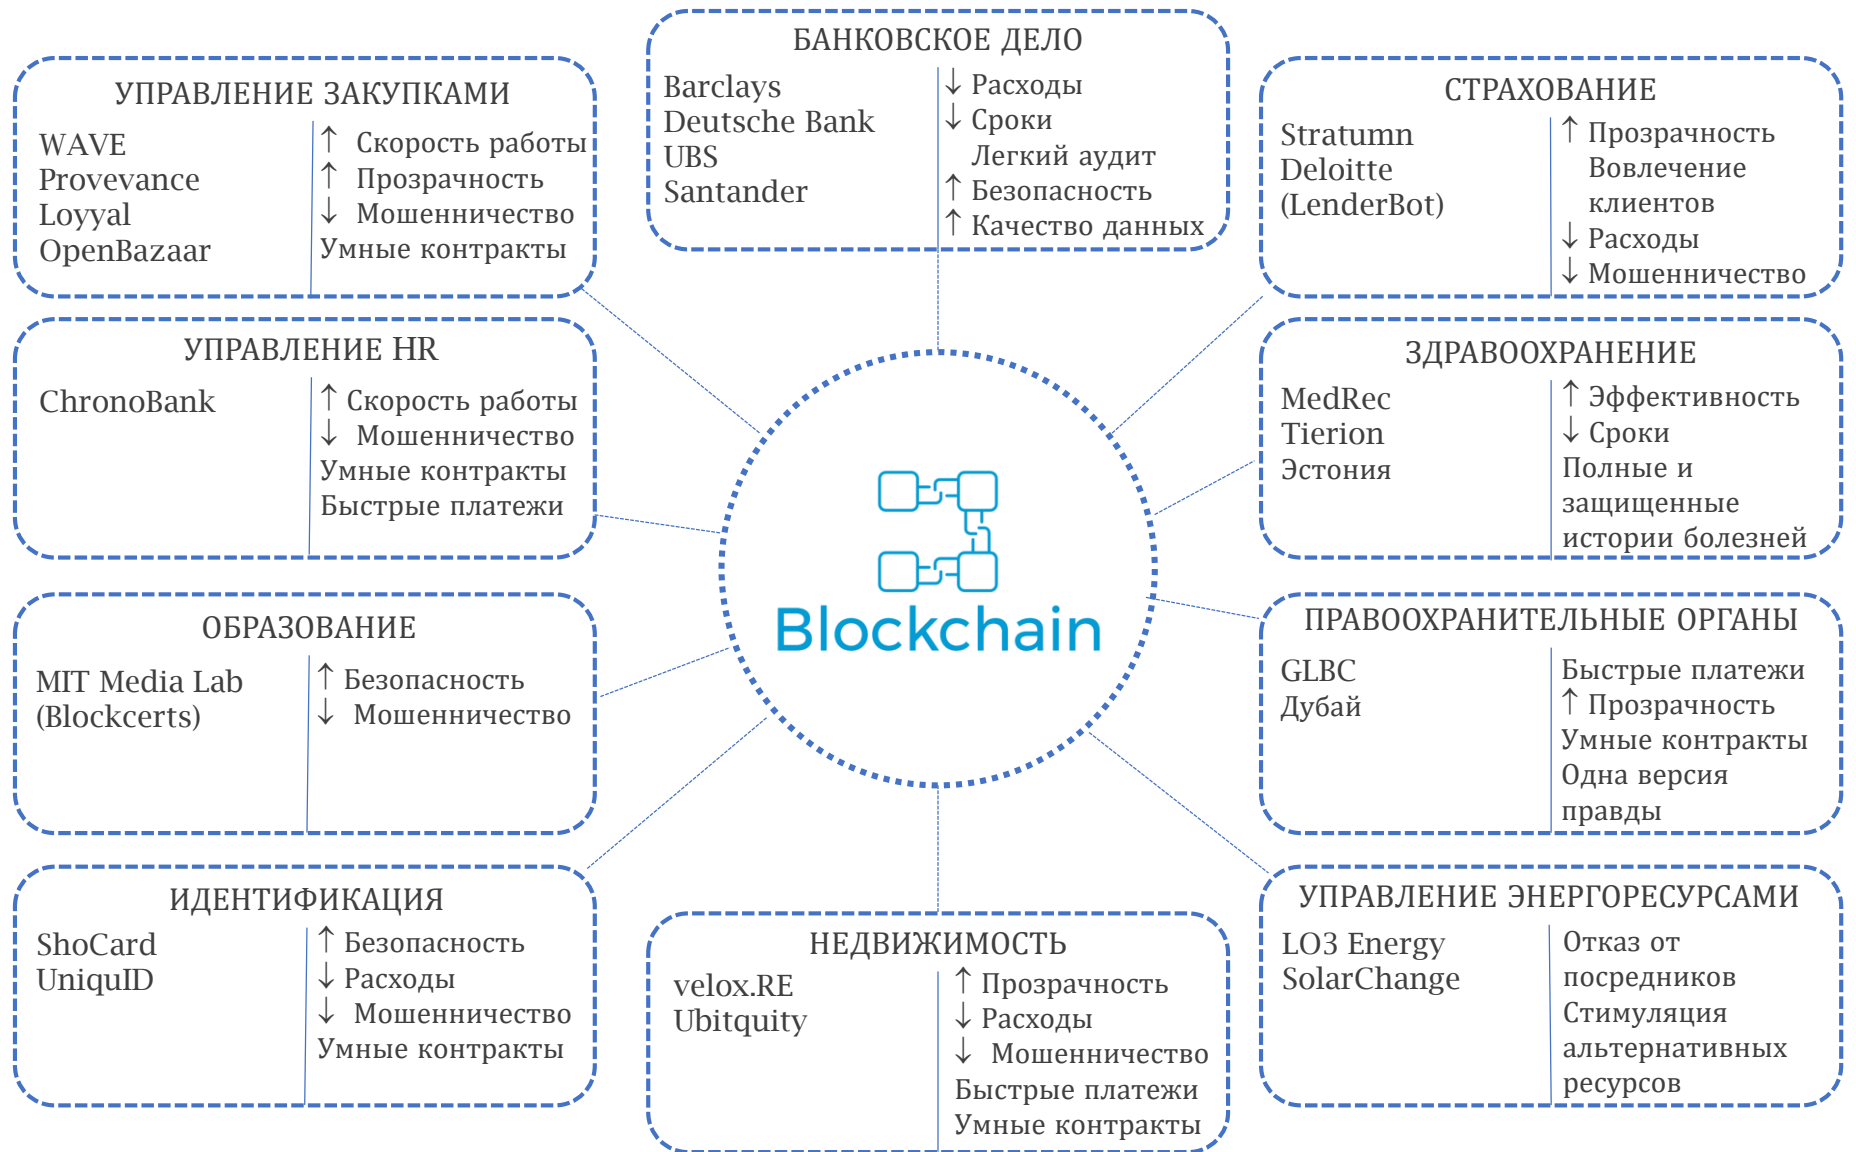 БАНКОВСКОЕ ДЕЛО
Barclays
Deutsche Bank
UBS
Santander
↓ Расходы
↓ Сроки
Легкий аудит
↑ Безопасность
↑ Качество данных
УПРАВЛЕНИЕ ЗАКУПКАМИ
WAVE
Provevance
Loyyal
OpenBazaar
↑ Скорость работы
↑ Прозрачность
↓ Мошенничество
Умные контракты
СТРАХОВАНИЕ
Stratumn
Deloitte
(LenderBot)
↑ Прозрачность
Вовлечение
клиентов
↓ Расходы
↓ Мошенничество
УПРАВЛЕНИЕ HR
ChronoBank
↑ Скорость работы
↓ Мошенничество
Умные контракты
Быстрые платежи
ЗДРАВООХРАНЕНИЕ
MedRec
Tierion
Эстония
↑ Эффективность
↓ Сроки
Полные и
защищенные
истории болезней
Blockchain
ОБРАЗОВАНИЕ
MIT Media Lab
(Blockcerts)
↑ Безопасность
↓ Мошенничество
ПРАВООХРАНИТЕЛЬНЫЕ ОРГАНЫ
GLBC
Дубай
Быстрые платежи
↑ Прозрачность
Умные контракты
Одна версия
правды
ИДЕНТИФИКАЦИЯ
ShoCard
UniquID
↑ Безопасность
↓ Расходы
↓ Мошенничество
Умные контракты
НЕДВИЖИМОСТЬ
velox.RE
Ubitquity
↑ Прозрачность
↓ Расходы
↓ Мошенничество
Быстрые платежи
Умные контракты
УПРАВЛЕНИЕ ЭНЕРГОРЕСУРСАМИ
LO3 Energy
SolarChange
Отказ от
посредников
Стимуляция
альтернативных
ресурсов